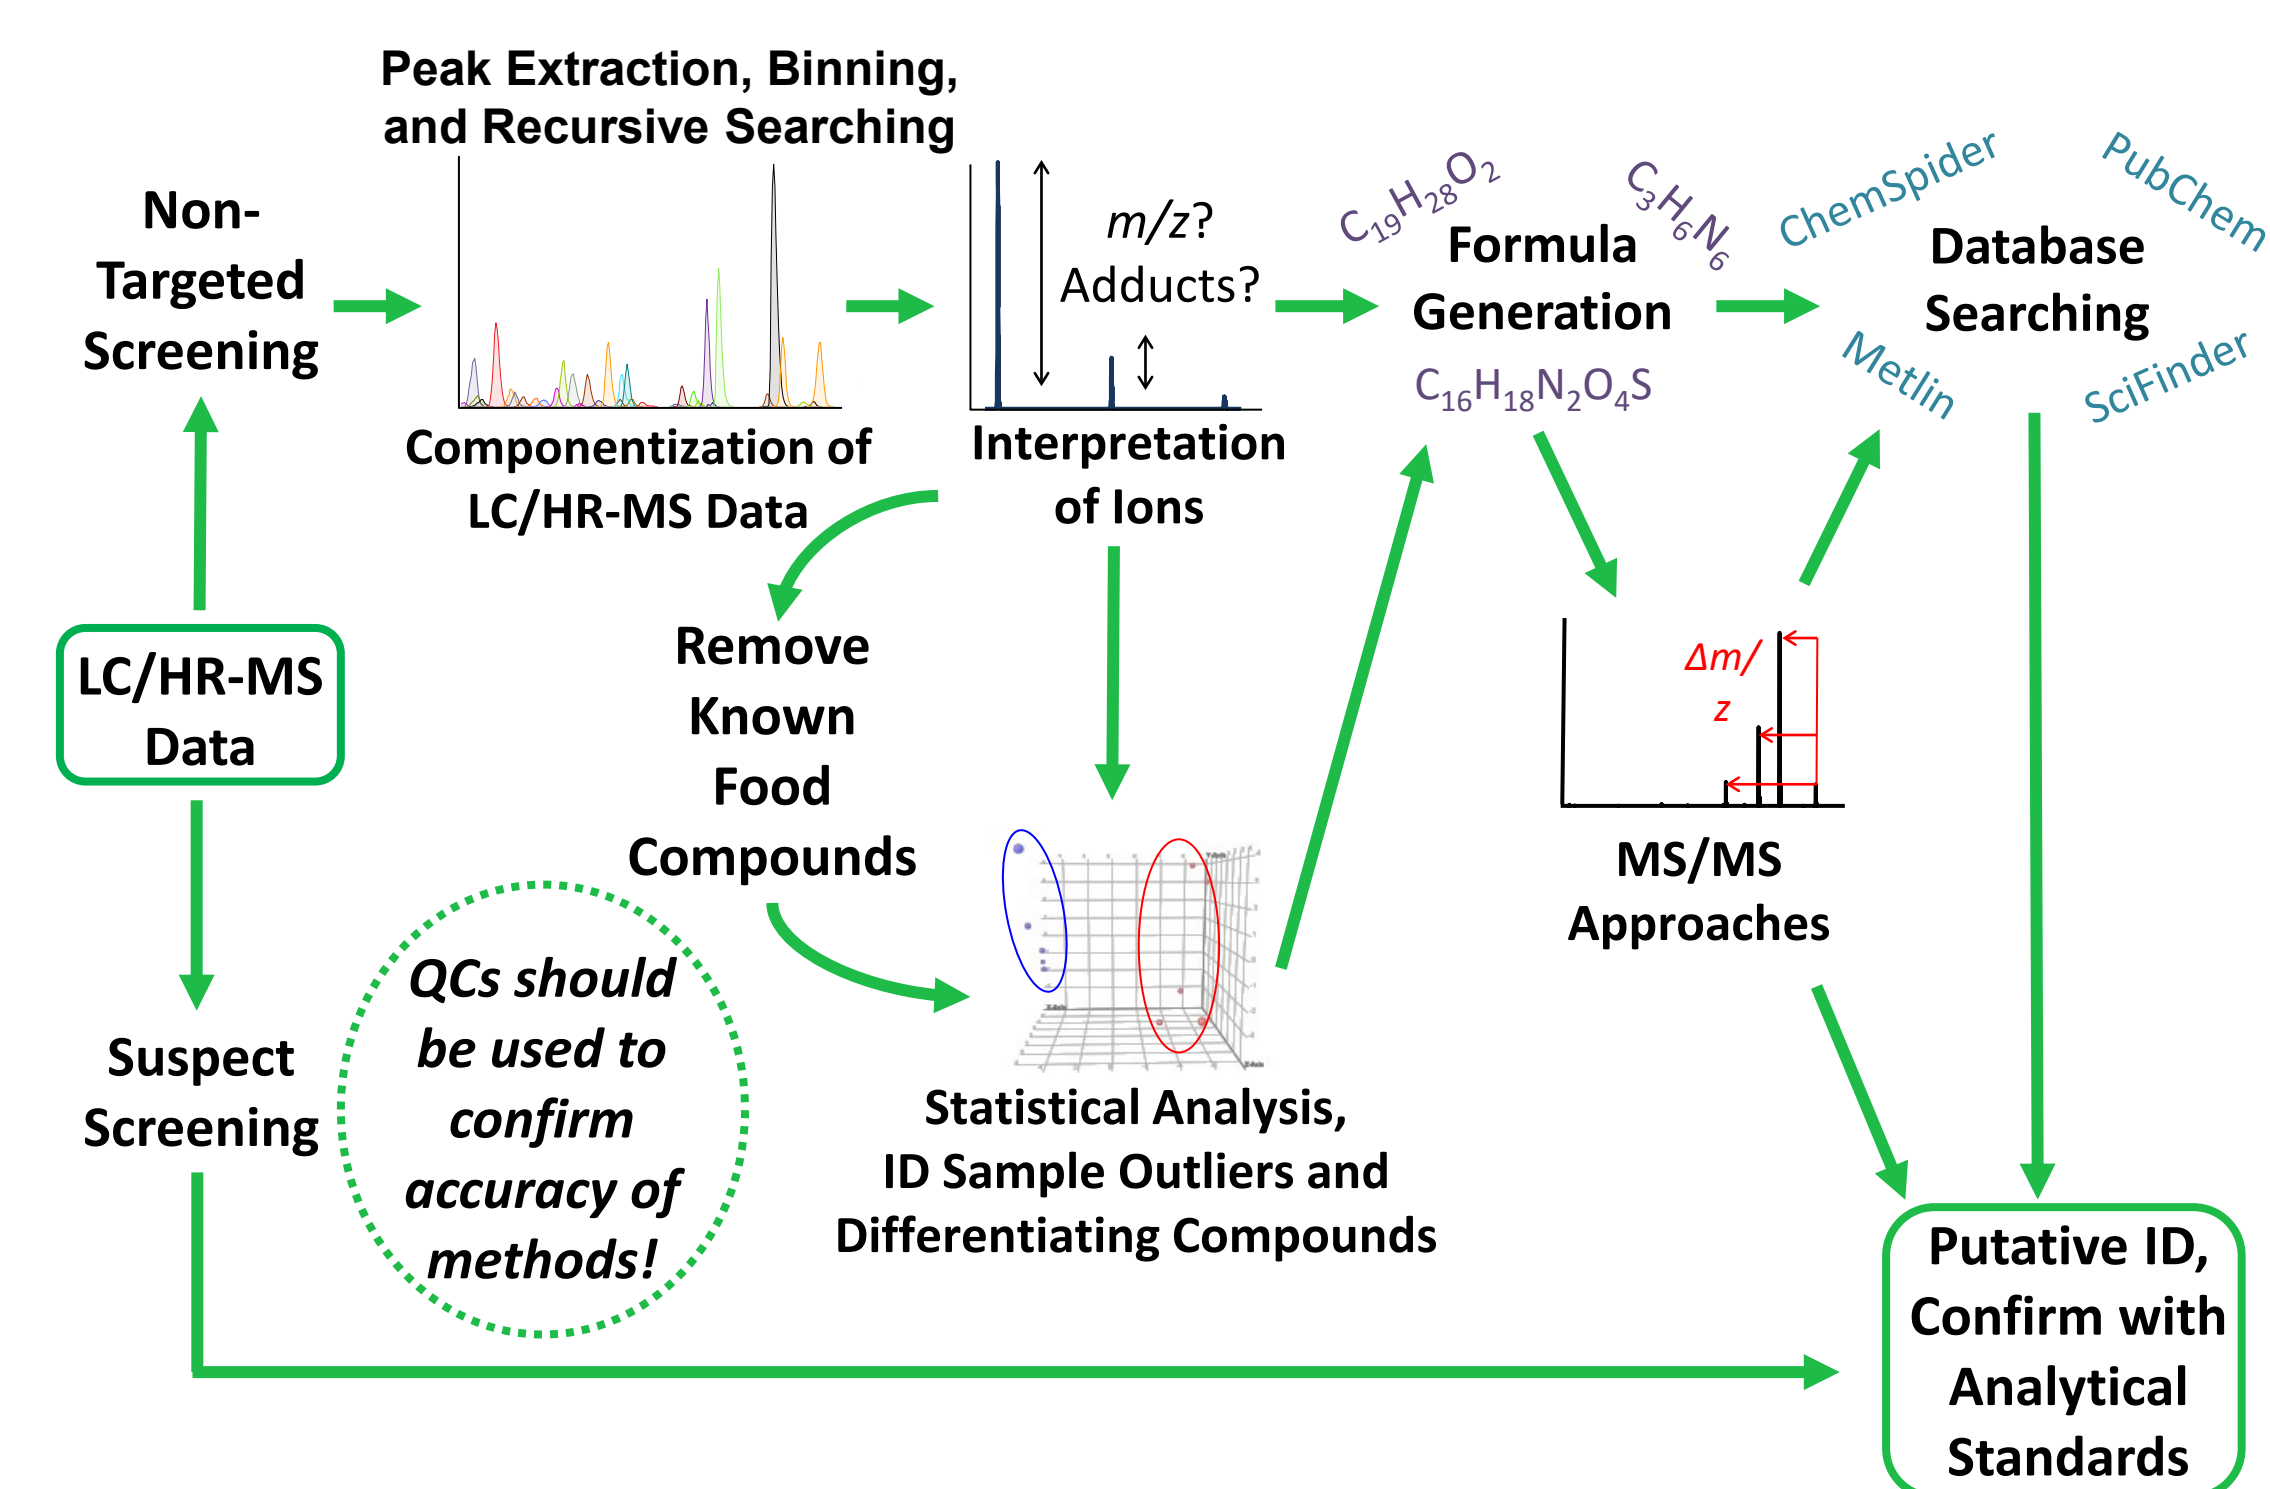 Peak Extraction, Binning,
and Recursive Searching
Non-
Targeted
Screening
m/z?
Adducts?
C19H28O2
C3H6N6
Formula
Generation
C16H18N2O4S
ChemSpider
PubChem
Database
Searching
Metlin
SciFinder
Componentization of
LC/HR-MS Data
Interpretation
of Ions
LC/HR-MS
Data
Remove
Known
Food
Compounds
Δm/
z
MS/MS
Approaches
Suspect
Screening
QCs should
be used to
confirm
accuracy of
methods!
Statistical Analysis,
ID Sample Outliers and
Differentiating Compounds
Putative ID,
Confirm with
Analytical
Standards